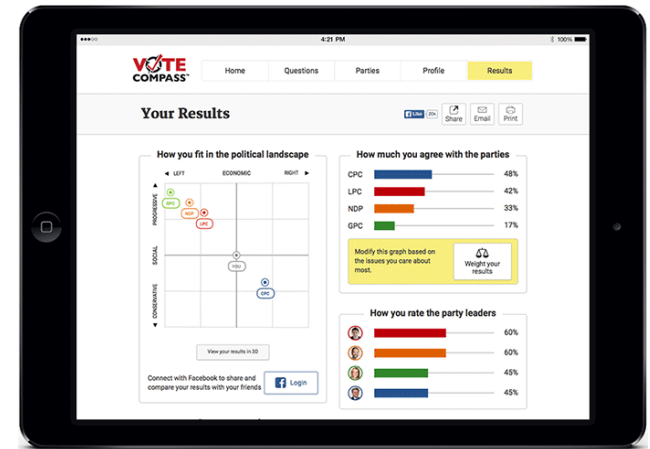 4:21 PM
100%
VOTE
COMPASS™
Home
Questions
Parties
Profile
Results
Your Results
Like
20k
Share
Email
Print
How you fit in the political landscape
LEFT
ECONOMIC
RIGHT
PROGRESSIVE
SOCIAL
CONSERVATIVE
GPC
NDP
LPC
YOU
CPC
View your results in 3D
Connect with Facebook to share and
compare your results with your friends
Login
How much you agree with the parties
CPC 48%
LPC 42%
NDP 33%
GPC 17%
Modify this graph based on
the issues you care about
most.
Weight your
results
How you rate the party leaders
60%
60%
45%
45%